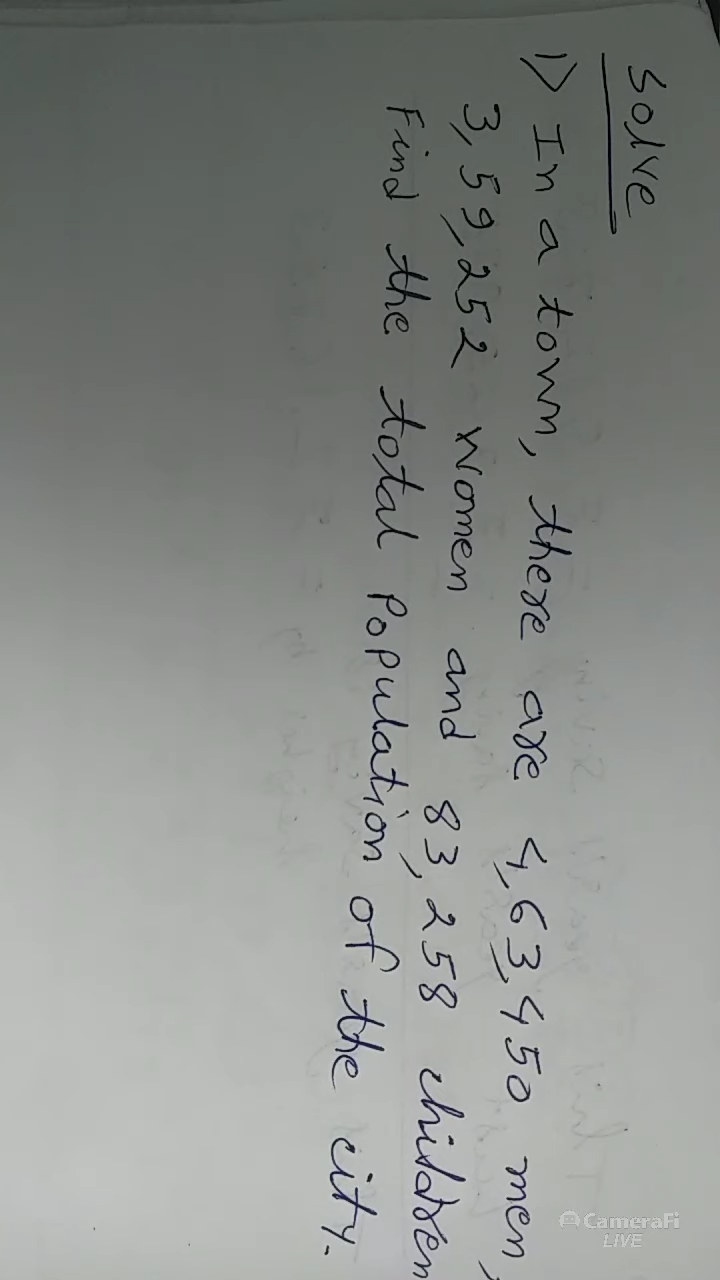 Solve
1) In a town, there are 4,63,450 men,
3,59,252 women and 83,258 children
Find the total Population of the city.
CameraFi
LIVE